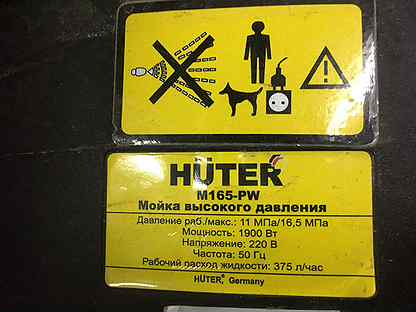 HÜTER
M165-PW
Мойка высокого давления
Давление раб./макс.: 11 МПа/16,5 МПа
Мощность: 1900 Вт
Напряжение: 220 В
Частота: 50 Гц
Рабочий расход жидкости: 375 л/час
HÜTER, Germany